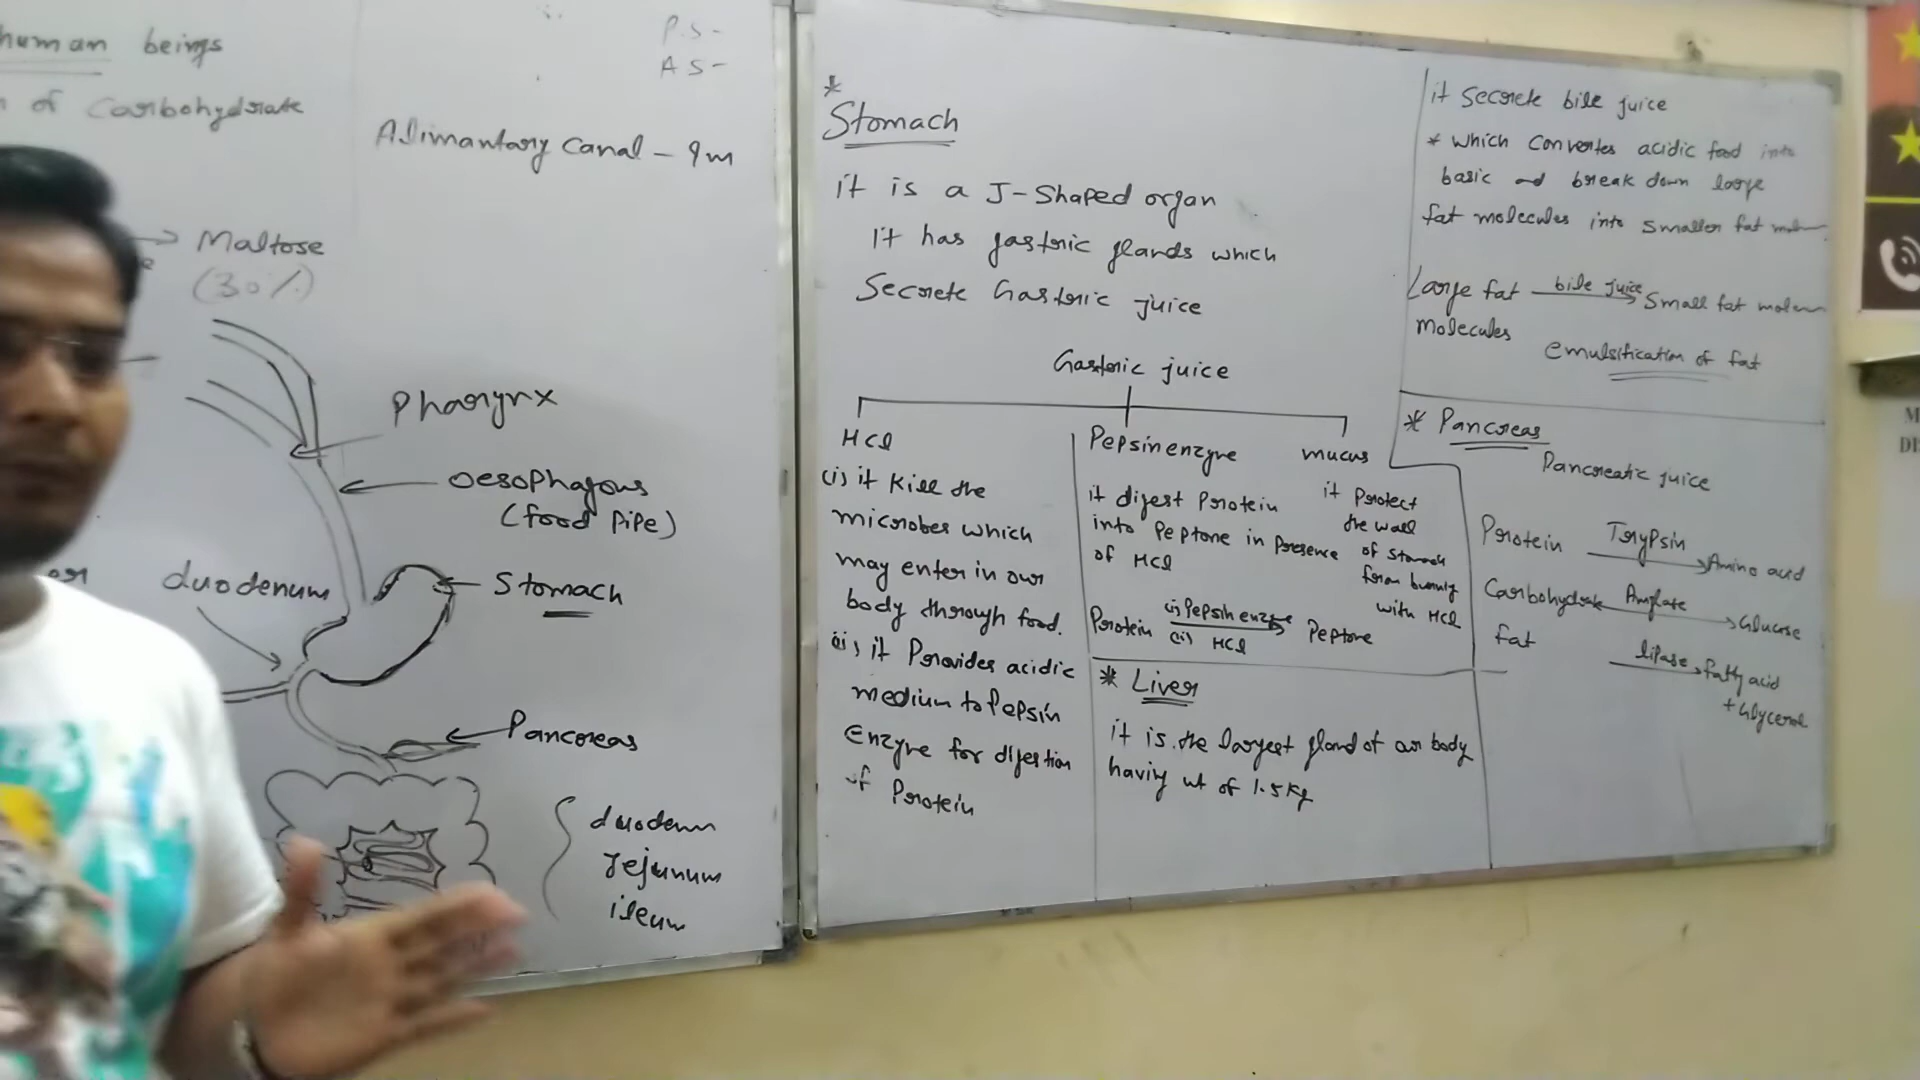 human beings
of Carbohydrate
P.S-
A S-
Alimantary Canal - 9m
Maltose
(30%)
Pharynx
Oesophagous
(food Pipe)
duodenum
Stomach
Pancreas
duodenum
Jejunum
ileum
*
Stomach
it is a J-Shaped organ
It has gastric glands which
Secrete Gastric juice
Gastric juice
HCl
(i) it Kill the
microbes which
may enter in our
body through food.
(ii) it Provides acidic
medium to Pepsin
Enzyme for digestion
of Protein
Pepsin enzyme
it digest Protein
into Peptone in Presence
of HCl
Protein (i) Pepsin enzyme Peptone
(ii) HCl
mucus
it Protect
the wall
of Stomach
from burning
with HCl
* Liver
it is the largest gland of our body
having wt of 1.5 Kg
it Secrete bile juice
* which Convertes acidic food into
basic and break down large
fat molecules into Smaller fat
Large fat bile juice Small fat
Molecules
emulsification of fat
* Pancreas
Pancreatic juice
Protein Trypsin Amino acid
Carbohydrate Amylase Glucose
fat lipase fatty acid
+ Glycerol
M